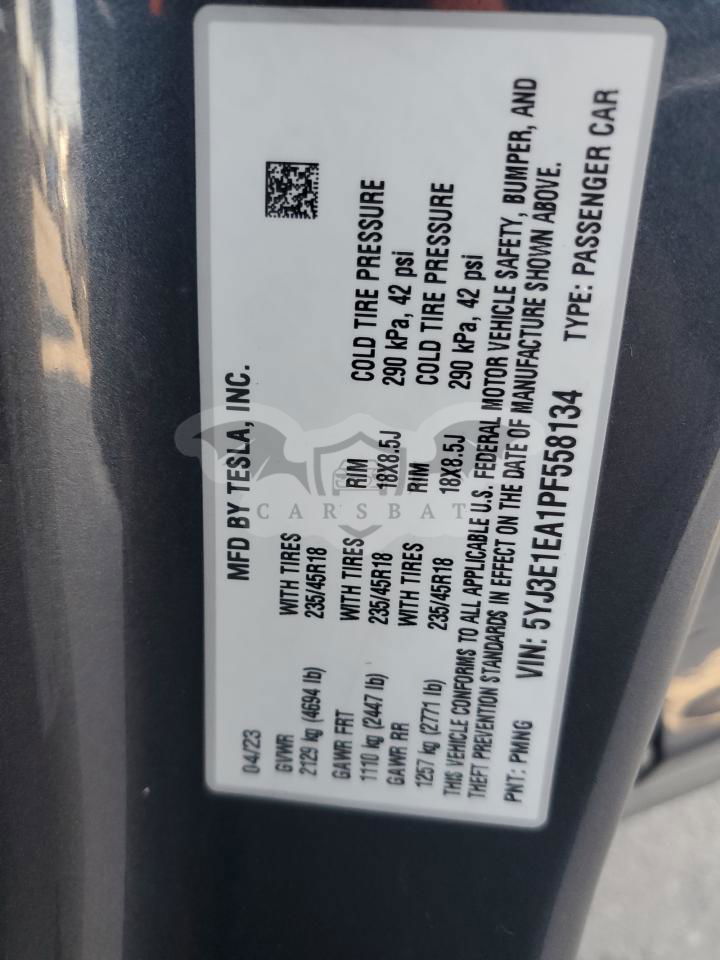 MFD BY TESLA, INC.
04/23
GVWR WITH TIRES
2129 kg (4694 lb) 235/45R18
GAWR FRT WITH TIRES RIM COLD TIRE PRESSURE
1110 kg (2447 lb) 235/45R18 18X8.5J 290 kPa, 42 psi
GAWR RR WITH TIRES RIM COLD TIRE PRESSURE
1257 kg (2771 lb) 235/45R18 18X8.5J 290 kPa, 42 psi
THIS VEHICLE CONFORMS TO ALL APPLICABLE U.S. FEDERAL MOTOR VEHICLE SAFETY, BUMPER, AND
THEFT PREVENTION STANDARDS IN EFFECT ON THE DATE OF MANUFACTURE SHOWN ABOVE.
PNT: PMNG VIN: 5YJ3E1EA1PF558134 TYPE: PASSENGER CAR
CARSBAT